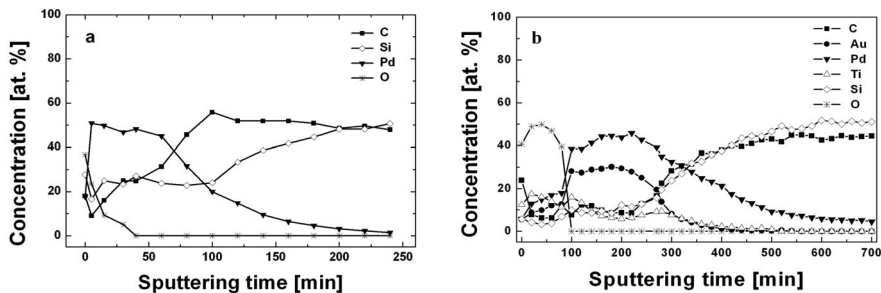 a
C
Si
Pd
O
Concentration [at. %]
100
80
60
40
20
0
0 50 100 150 200 250
Sputtering time [min]
b
C
Au
Pd
Ti
Si
O
Concentration [at. %]
100
80
60
40
20
0
0 100 200 300 400 500 600 700
Sputtering time [min]